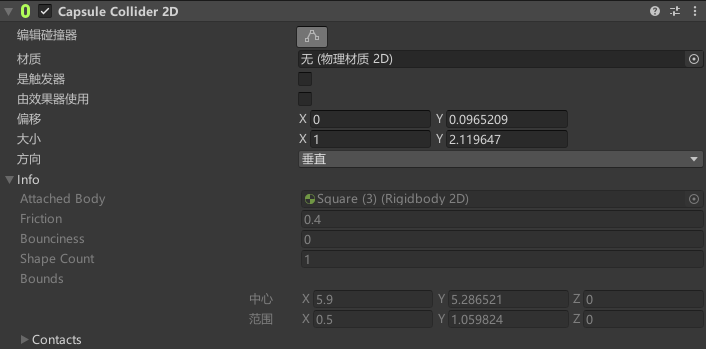 Capsule Collider 2D
编辑碰撞器
材质 无 (物理材质 2D)
是触发器
由效果器使用
偏移 X 0 Y 0.0965209
大小 X 1 Y 2.119647
方向 垂直
Info
Attached Body Square (3) (Rigidbody 2D)
Friction 0.4
Bounciness 0
Shape Count 1
Bounds
中心 X 5.9 Y 5.286521 Z 0
范围 X 0.5 Y 1.059824 Z 0
Contacts